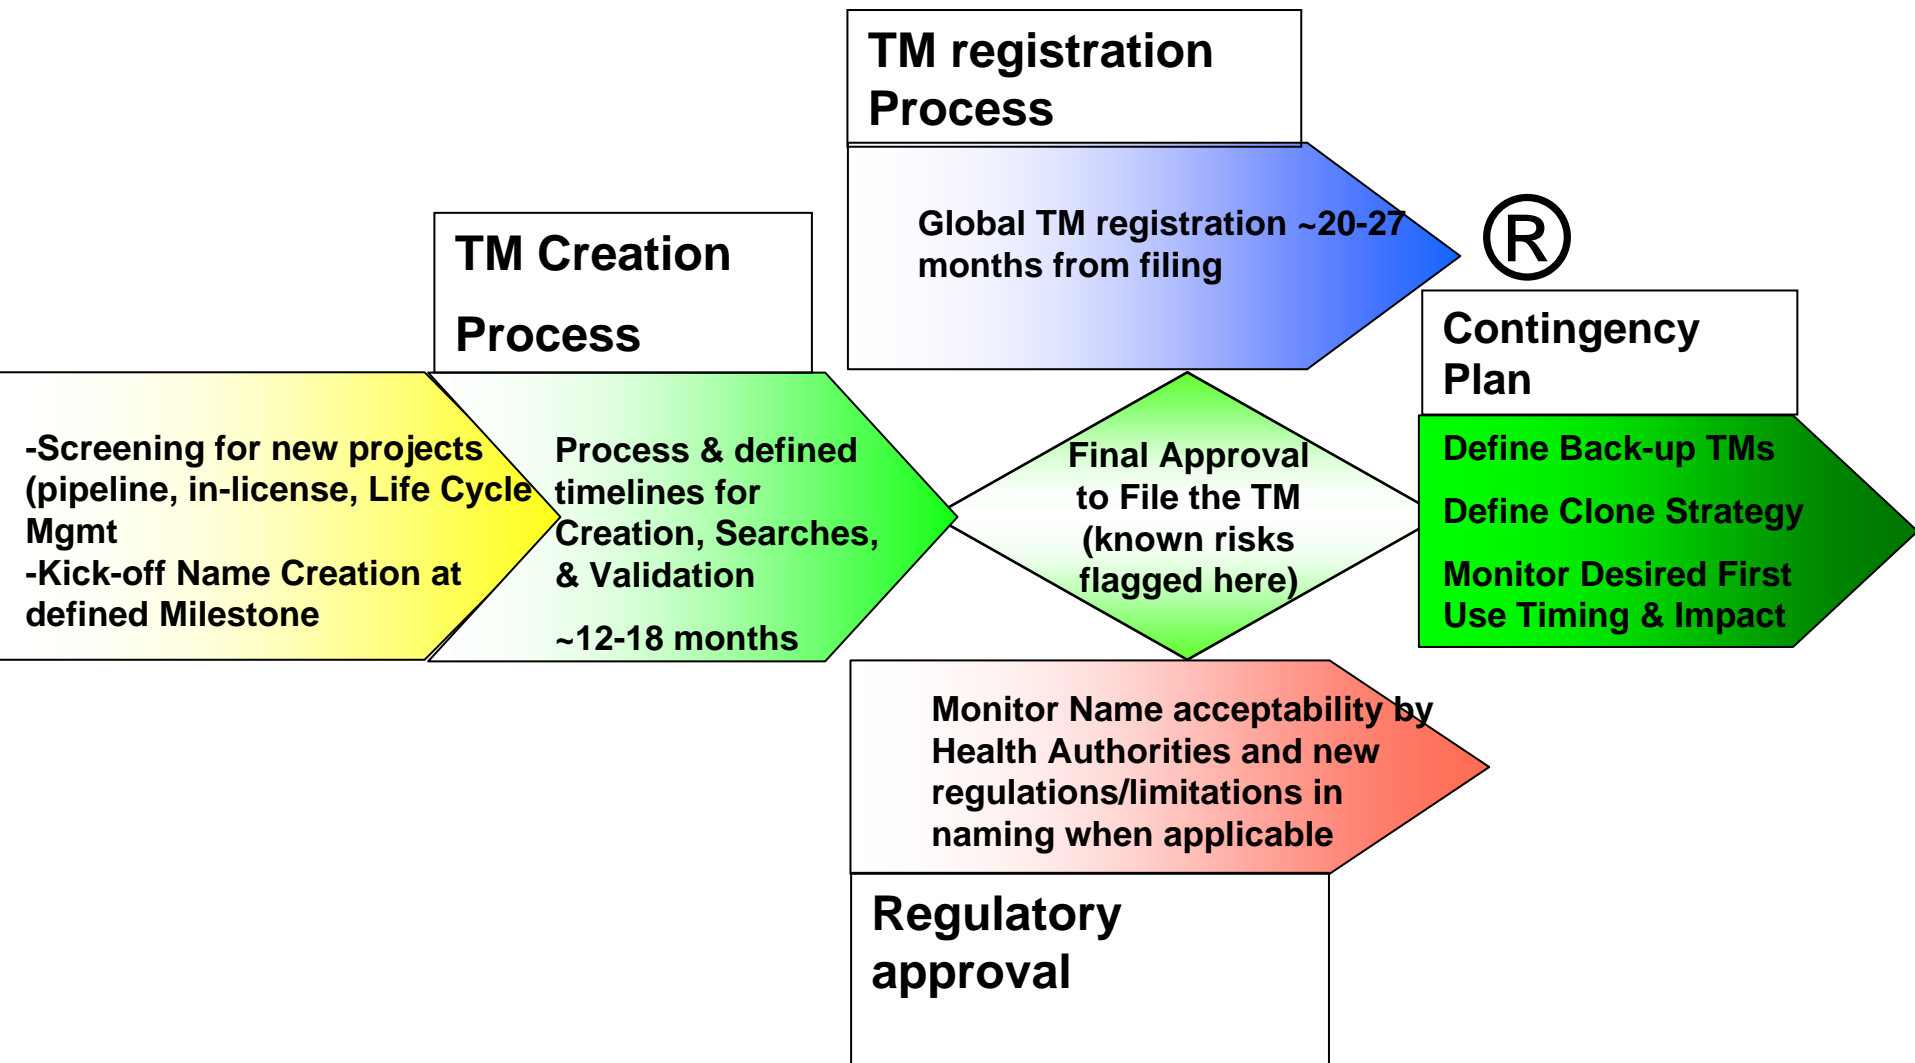 TM registration
Process
Global TM registration ~20-27
months from filing
®
TM Creation
Process
Contingency
Plan
-Screening for new projects
(pipeline, in-license, Life Cycle
Mgmt
-Kick-off Name Creation at
defined Milestone
Process & defined
timelines for
Creation, Searches,
& Validation
~12-18 months
Final Approval
to File the TM
(known risks
flagged here)
Define Back-up TMs
Define Clone Strategy
Monitor Desired First
Use Timing & Impact
Monitor Name acceptability by
Health Authorities and new
regulations/limitations in
naming when applicable
Regulatory
approval